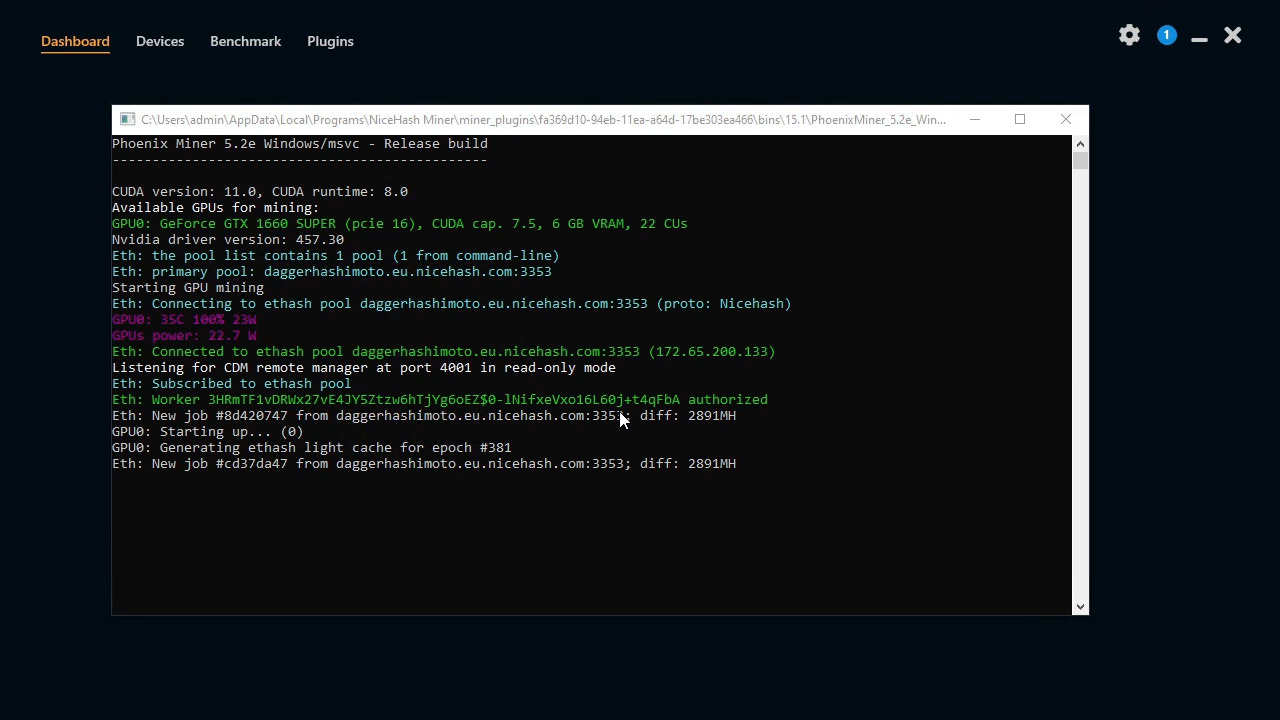 Dashboard Devices Benchmark Plugins 1
C:\Users\admin\AppData\Local\Programs\NiceHash Miner\miner_plugins\fa369d10-94eb-11ea-a64d-17be303ea466\bins\15.1\PhoenixMiner_5.2e_Win...
Phoenix Miner 5.2e Windows/msvc - Release build
-----------------------------------------------
CUDA version: 11.0, CUDA runtime: 8.0
Available GPUs for mining:
GPU0: GeForce GTX 1660 SUPER (pcie 16), CUDA cap. 7.5, 6 GB VRAM, 22 CUs
Nvidia driver version: 457.30
Eth: the pool list contains 1 pool (1 from command-line)
Eth: primary pool: daggerhashimoto.eu.nicehash.com:3353
Starting GPU mining
Eth: Connecting to ethash pool daggerhashimoto.eu.nicehash.com:3353 (proto: Nicehash)
GPU0: 35C 100% 23W
GPUs power: 22.7 W
Eth: Connected to ethash pool daggerhashimoto.eu.nicehash.com:3353 (172.65.200.133)
Listening for CDM remote manager at port 4001 in read-only mode
Eth: Subscribed to ethash pool
Eth: Worker 3HRmTF1vDRWx27vE4JY5Ztzw6hTjYg6oEZ$0-lNifxeVxo16L60j+t4qFbA authorized
Eth: New job #8d420747 from daggerhashimoto.eu.nicehash.com:3353; diff: 2891MH
GPU0: Starting up... (0)
GPU0: Generating ethash light cache for epoch #381
Eth: New job #cd37da47 from daggerhashimoto.eu.nicehash.com:3353; diff: 2891MH